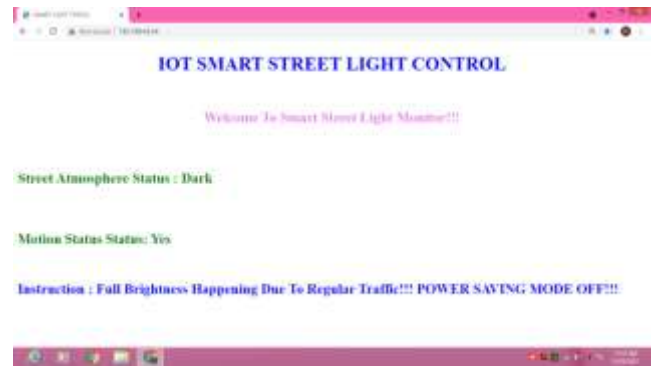 IOT SMART STREET LIGHT CONTROL
Welcome To Smart Street Light Monitor!!!
Street Atmosphere Status : Dark
Motion Status Status: Yes
Instruction : Full Brightness Happening Due To Regular Traffic!!! POWER SAVING MODE OFF!!!